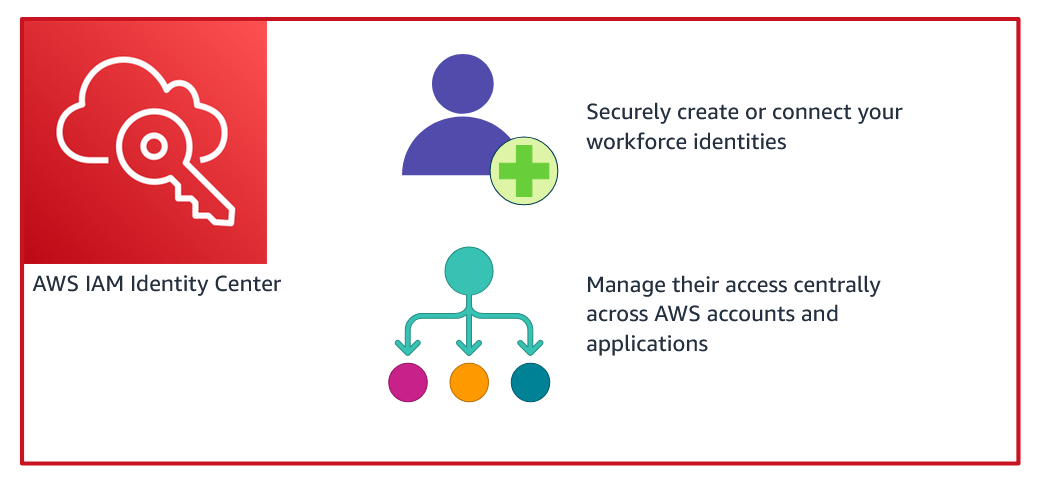 AWS IAM Identity Center
Securely create or connect your
workforce identities
Manage their access centrally
across AWS accounts and
applications